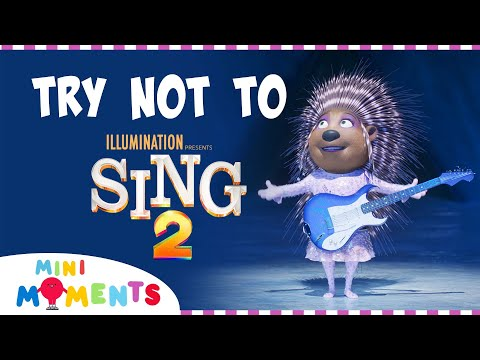 TRY NOT TO
ILLUMINATION PRESENTS
SING
2
MINI
MOMENTS